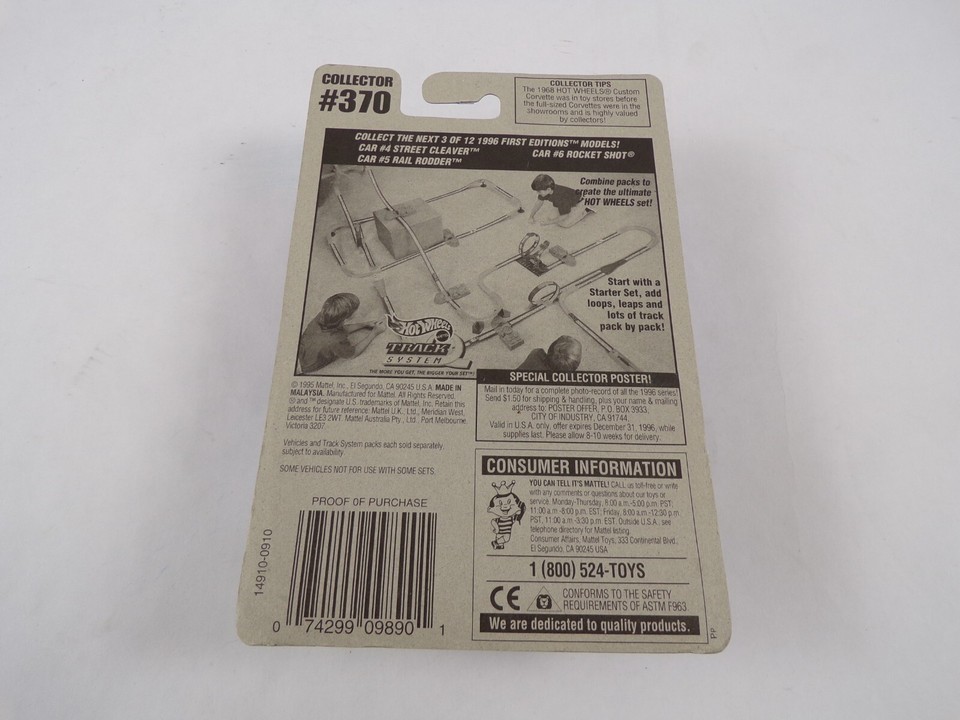 COLLECTOR
#370
COLLECTOR TIPS
The 1968 HOT WHEELS® Custom
Corvette was in toy stores before
the full-sized Corvettes were in the
showrooms and is highly valued
by collectors!
COLLECT THE NEXT 3 OF 12 1996 FIRST EDITIONS™ MODELS!
CAR #4 STREET CLEAVER™
CAR #5 RAIL RODDER™
CAR #6 ROCKET SHOT®
Combine packs to
create the ultimate
HOT WHEELS set!
Start with a
Starter Set, add
loops, leaps and
lots of track
pack by pack!
Hot Wheels
TRACK
SYSTEM
THE MORE YOU GET, THE BIGGER YOUR SET!
© 1995 Mattel, Inc., El Segundo, CA 90245 U.S.A. MADE IN
MALAYSIA. Manufactured for Mattel. All Rights Reserved.
® and ™ designate U.S. trademarks of Mattel, Inc. Retain this
address for future reference: Mattel U.K., Ltd., Meridian West,
Leicester LE3 2WT. Mattel Australia Pty., Ltd., Port Melbourne,
Victoria 3207.
Vehicles and Track System packs each sold separately,
subject to availability.
SOME VEHICLES NOT FOR USE WITH SOME SETS.
SPECIAL COLLECTOR POSTER!
Mail in today for a complete photo-record of all the 1996 series!
Send $1.50 for shipping & handling, plus your name & mailing
address to: POSTER OFFER, P.O. BOX 3933,
CITY OF INDUSTRY, CA 91744.
Valid in U.S.A. only, offer expires December 31, 1996, while
supplies last. Please allow 8-10 weeks for delivery.
CONSUMER INFORMATION
YOU CAN TELL IT'S MATTEL! CALL us toll-free or write
with any comments or questions about our toys or
service. Monday-Thursday, 8:00 a.m.-5:00 p.m. PST,
11:00 a.m.-8:00 p.m. EST; Friday, 8:00 a.m.-12:30 p.m.
PST, 11:00 a.m.-3:30 p.m. EST. Outside U.S.A., see
telephone directory for Mattel listing.
Consumer Affairs, Mattel Toys, 333 Continental Blvd.,
El Segundo, CA 90245 USA
1 (800) 524-TOYS
CE
CONFORMS TO THE SAFETY
REQUIREMENTS OF ASTM F963.
We are dedicated to quality products.
PP
PROOF OF PURCHASE
14910-0910
0 74299 09890 1